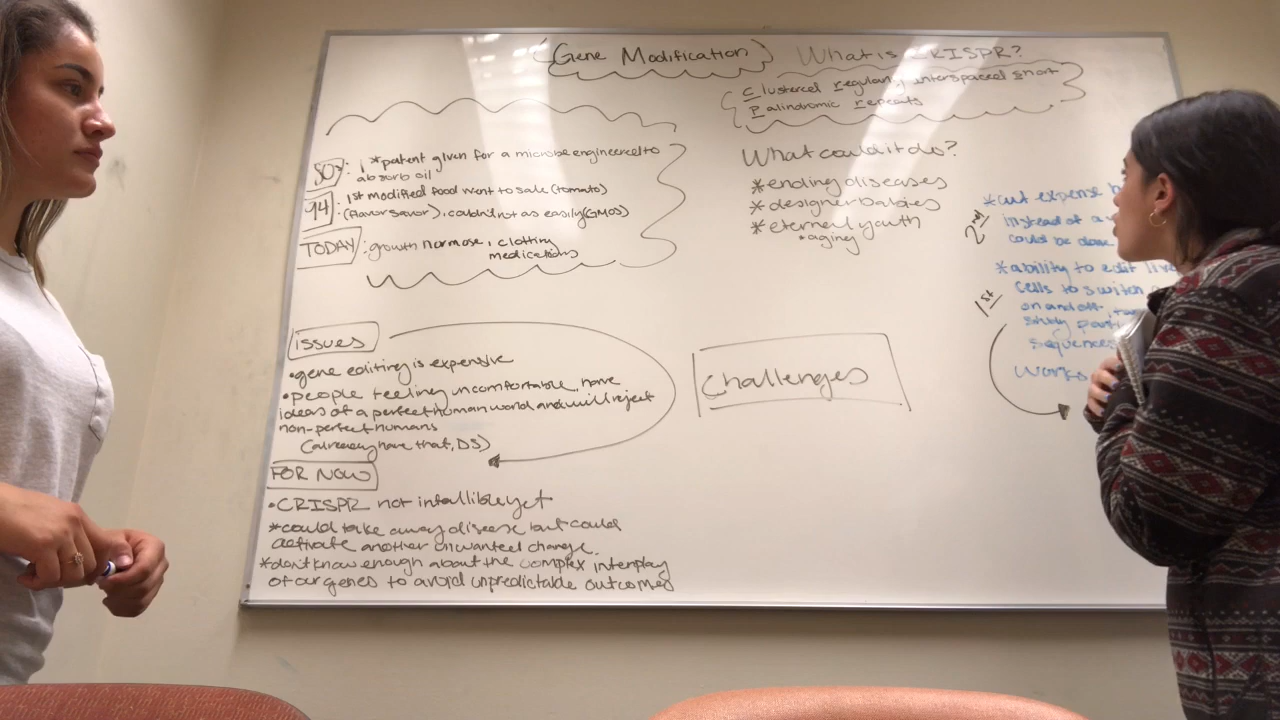 Gene Modification
What is CRISPR?
Clustered regularly interspaced short
Palindromic repeats
80s: *patent given for a microbe engineered to
absorb oil
94: 1st modified food went to sale (tomato)
(flavor savor), couldn't rot as easily (GMOS)
TODAY: growth hormose, clotting
medications
What could it do?
*ending diseases
*designer babies
*eternal youth
*aging
2nd
*cut expense
instead of a
could be done
1st
*ability to edit
cells to switch
on and off
study
sequences
works
issues
•gene editing is expensive
•people feeling uncomfortable, have
ideas of a perfect human world and will reject
non-perfect humans
(already have that, DS)
Challenges
FOR NOW
•CRISPR not infallible yet
*could take away disease but could
activate another unwanted change.
*don't know enough about the complex interplay
of our genes to avoid unpredictable outcomes